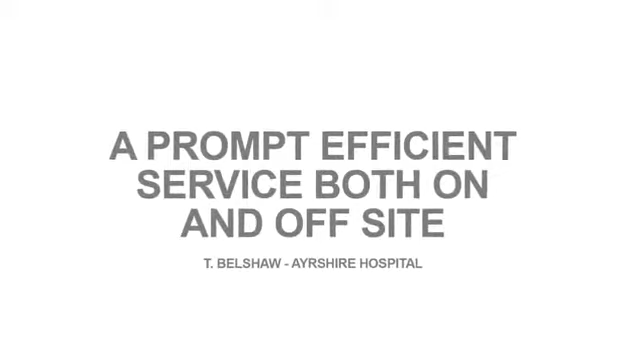 A PROMPT EFFICIENT
SERVICE BOTH ON
AND OFF SITE
T. BELSHAW - AYRSHIRE HOSPITAL